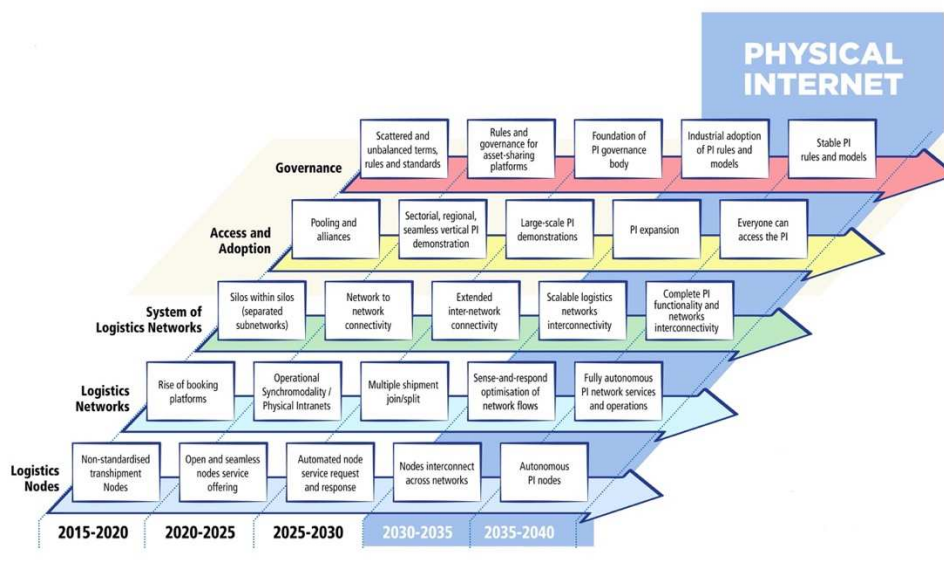 PHYSICAL
INTERNET
Governance
Scattered and
unbalanced terms,
rules and standards
Rules and
governance for
asset-sharing
platforms
Foundation of
PI governance
body
Industrial adoption
of PI rules and
models
Stable PI
rules and models
Access and
Adoption
Pooling and
alliances
Sectorial, regional,
seamless vertical PI
demonstration
Large-scale PI
demonstrations
PI expansion
Everyone can
access the PI
System of
Logistics Networks
Silos within silos
(separated
subnetworks)
Network to
network
connectivity
Extended
inter-network
connectivity
Scalable logistics
networks
interconnectivity
Complete PI
functionality and
networks
interconnectivity
Logistics
Networks
Rise of booking
platforms
Operational
Synchromodality /
Physical Intranets
Multiple shipment
join/split
Sense-and-respond
optimisation of
network flows
Fully autonomous
PI network services
and operations
Logistics
Nodes
Non-standardised
transhipment
Nodes
Open and seamless
nodes service
offering
Automated node
service request
and response
Nodes interconnect
across networks
Autonomous
PI nodes
2015-2020
2020-2025
2025-2030
2030-2035
2035-2040